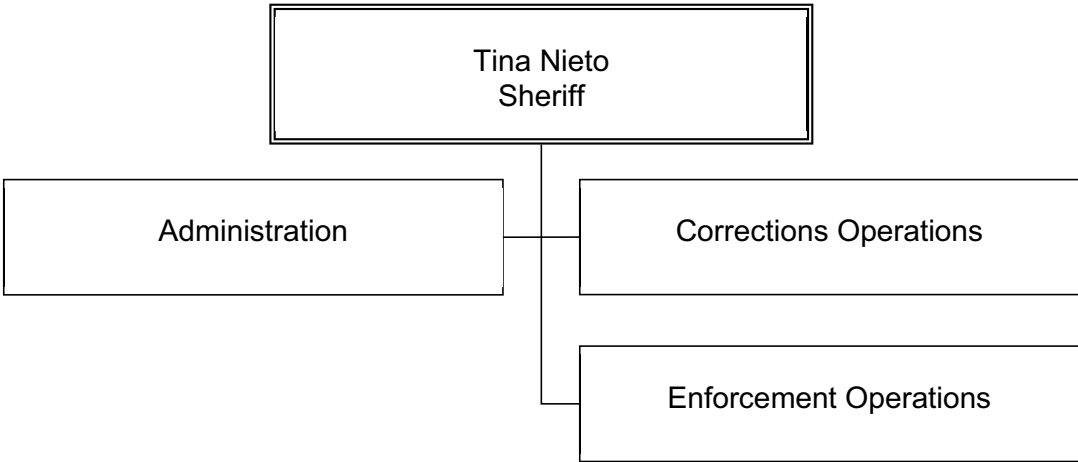 Tina Nieto
Sheriff
Administration
Corrections Operations
Enforcement Operations